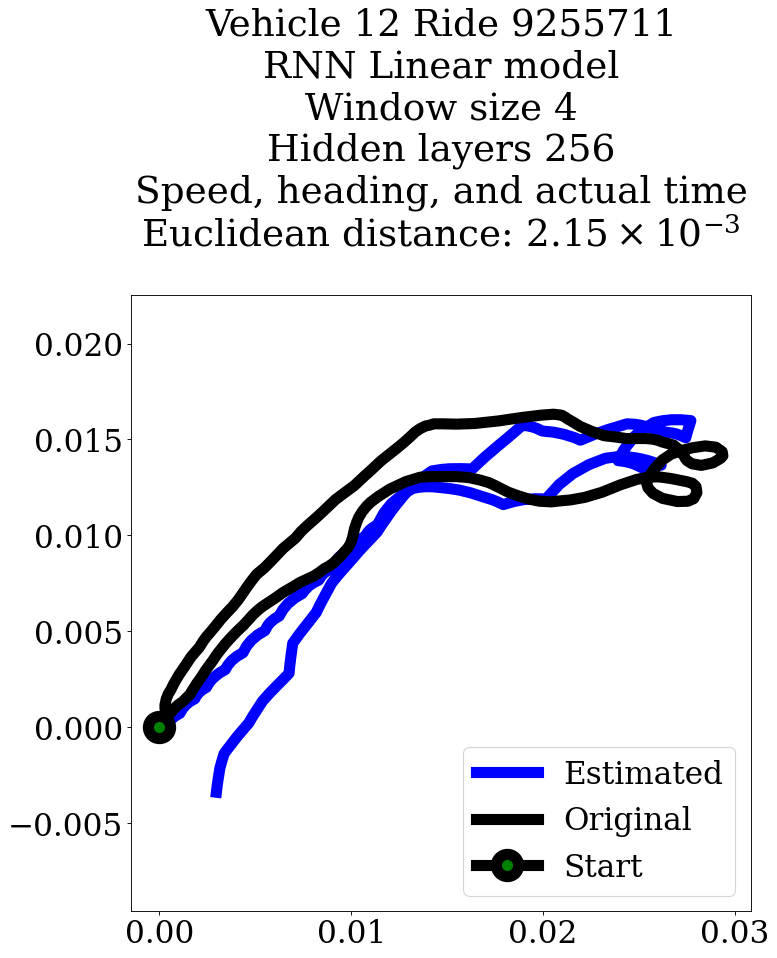 Vehicle 12 Ride 9255711
RNN Linear model
Window size 4
Hidden layers 256
Speed, heading, and actual time
Euclidean distance: 2.15 × 10⁻³
0.020
0.015
0.010
0.005
0.000
−0.005
Estimated
Original
Start
0.00 0.01 0.02 0.03